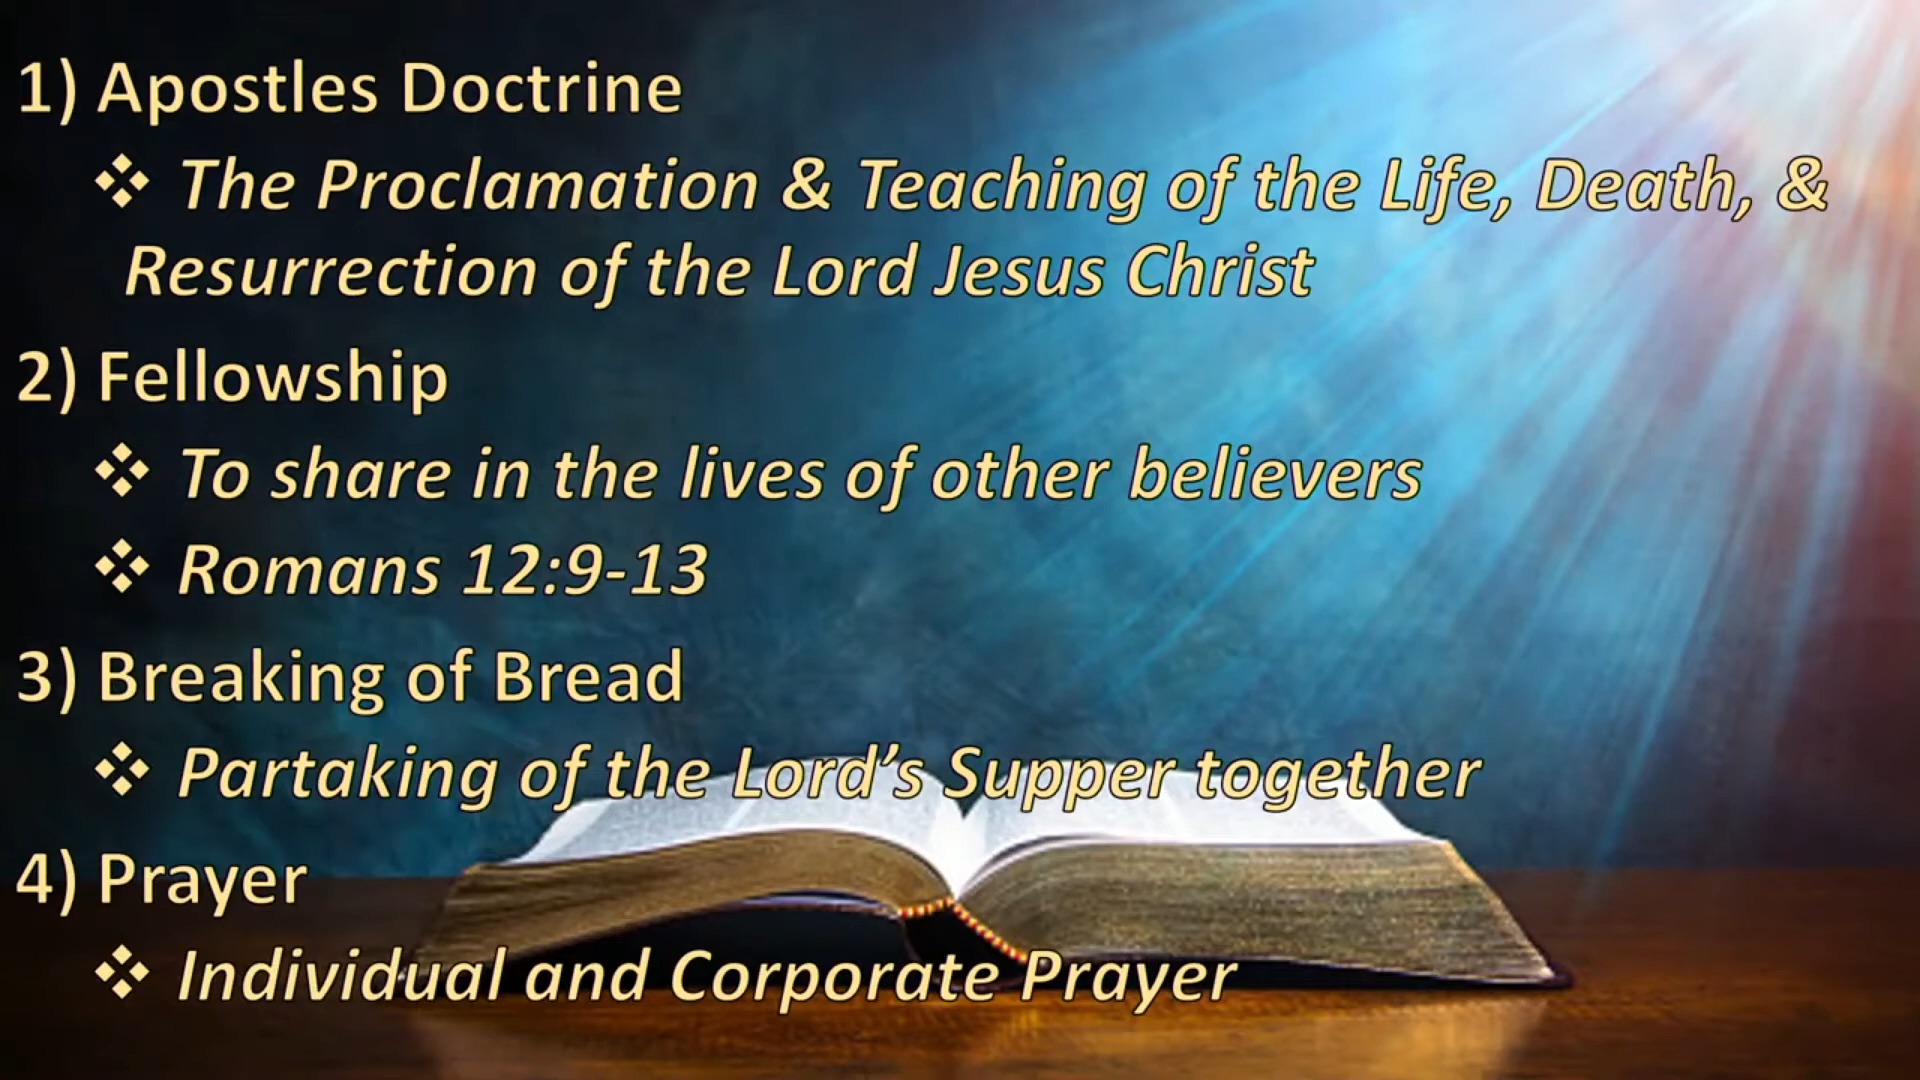 1) Apostles Doctrine
❖ The Proclamation & Teaching of the Life, Death, &
Resurrection of the Lord Jesus Christ
2) Fellowship
❖ To share in the lives of other believers
❖ Romans 12:9-13
3) Breaking of Bread
❖ Partaking of the Lord’s Supper together
4) Prayer
❖ Individual and Corporate Prayer